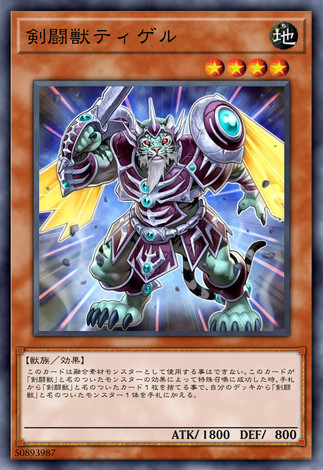 剣闘獣ティゲル
地
【獣族／効果】
このカードは融合素材モンスターとして使用する事はできない。このカードが
「剣闘獣」と名のついたモンスターの効果によって特殊召喚に成功した時、手札
から「剣闘獣」と名のついたカード１枚を捨てる事で、自分のデッキから「剣闘
獣」と名のついたモンスター１体を手札に加える。
ATK/ 1800 DEF/ 800
50893987